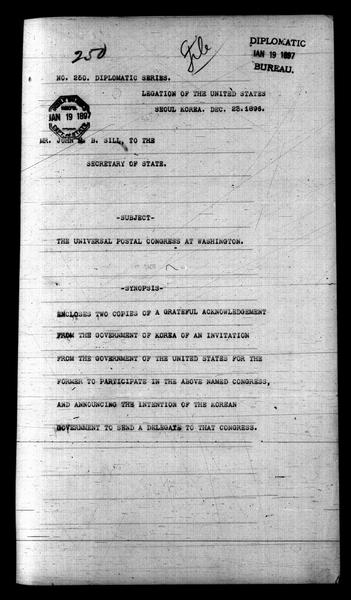 250
File
DIPLOMATIC
JAN 19 1897
BUREAU.
NO. 250. DIPLOMATIC SERIES.
LEGATION OF THE UNITED STATES
SEOUL KOREA. DEC. 23.1896.
JAN 19 1897
MR. JOHN M. B. SILL, TO THE
SECRETARY OF STATE.
-SUBJECT-
THE UNIVERSAL POSTAL CONGRESS AT WASHINGTON.
-SYNOPSIS-
ENCLOSES TWO COPIES OF A GRATEFUL ACKNOWLEDGEMENT
FROM THE GOVERNMENT OF KOREA OF AN INVITATION
FROM THE GOVERNMENT OF THE UNITED STATES FOR THE
FORMER TO PARTICIPATE IN THE ABOVE NAMED CONGRESS,
AND ANNOUNCING THE INTENTION OF THE KOREAN
GOVERNMENT TO SEND A DELEGATE TO THAT CONGRESS.